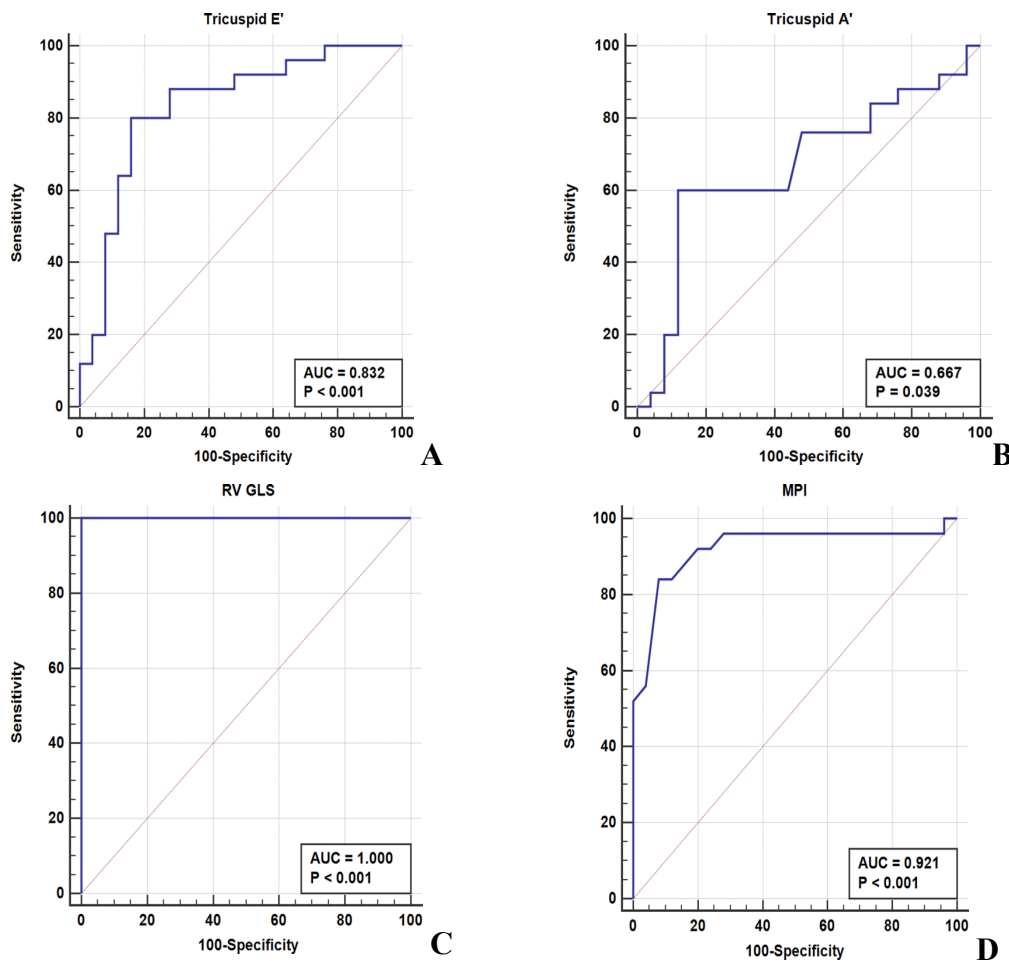 Tricuspid E'
100
80
60
40
20
0
Sensitivity
AUC = 0.832
P < 0.001
0 20 40 60 80 100
100-Specificity
A
Tricuspid A'
100
80
60
40
20
0
Sensitivity
AUC = 0.667
P = 0.039
0 20 40 60 80 100
100-Specificity
B
RV GLS
100
80
60
40
20
0
Sensitivity
AUC = 1.000
P < 0.001
0 20 40 60 80 100
100-Specificity
C
MPI
100
80
60
40
20
0
Sensitivity
AUC = 0.921
P < 0.001
0 20 40 60 80 100
100-Specificity
D